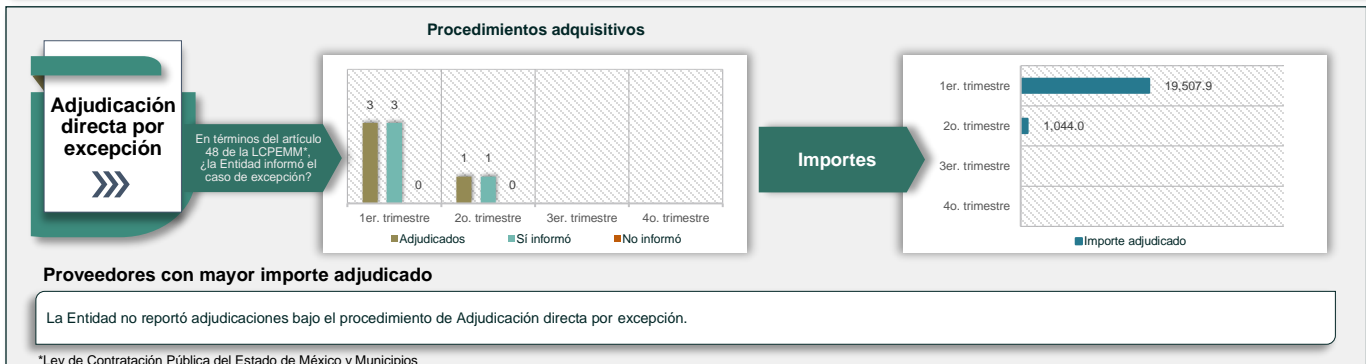 Procedimientos adquisitivos
Adjudicación
directa por
excepción
En términos del artículo
48 de la LCPEMM*,
¿la Entidad informó el
caso de excepción?
3 3 0
1 1 0
1er. trimestre 2o. trimestre 3er. trimestre 4o. trimestre
Adjudicados Sí informó No informó
Importes
1er. trimestre 19,507.9
2o. trimestre 1,044.0
3er. trimestre
4o. trimestre
Importe adjudicado
Proveedores con mayor importe adjudicado
La Entidad no reportó adjudicaciones bajo el procedimiento de Adjudicación directa por excepción.
*Ley de Contratación Pública del Estado de México y Municipios